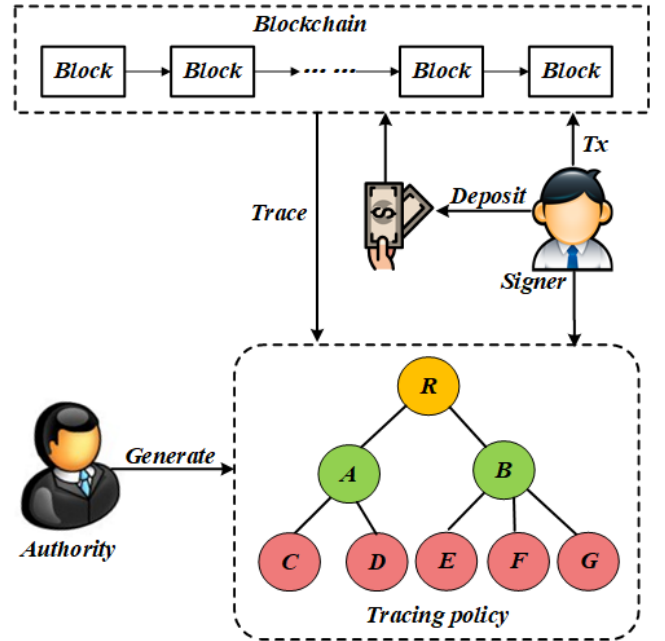 Blockchain
Block Block ... ... Block Block
Tx
Deposit
$
Trace
Signer
R
Generate
A B
Authority
C D E F G
Tracing policy